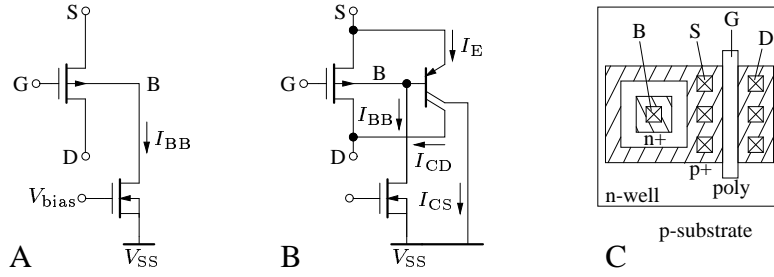 S
G
B
I_BB
D
V_bias
V_SS
A
S
I_E
G
B
I_BB
D
I_CD
I_CS
V_SS
B
G
B
S
D
n+
p+
n-well
poly
p-substrate
C